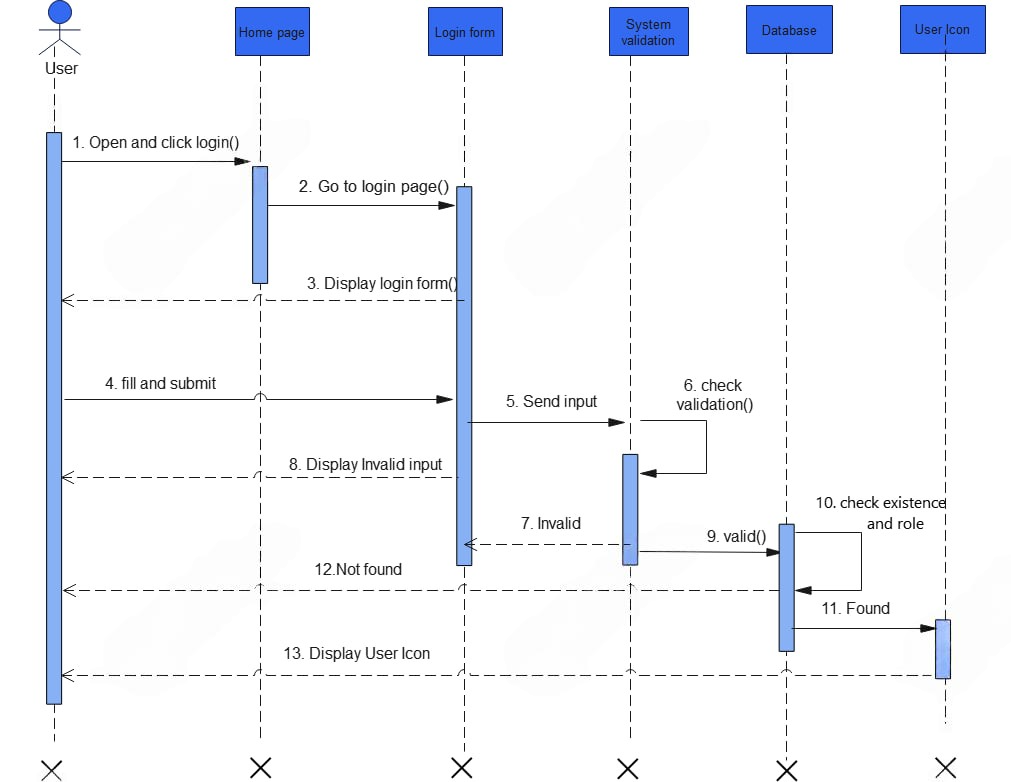 User
Home page
Login form
System
validation
Database
User Icon
1. Open and click login()
2. Go to login page()
3. Display login form()
4. fill and submit
5. Send input
6. check
validation()
8. Display Invalid input
7. Invalid
9. valid()
10. check existence
and role
12.Not found
11. Found
13. Display User Icon